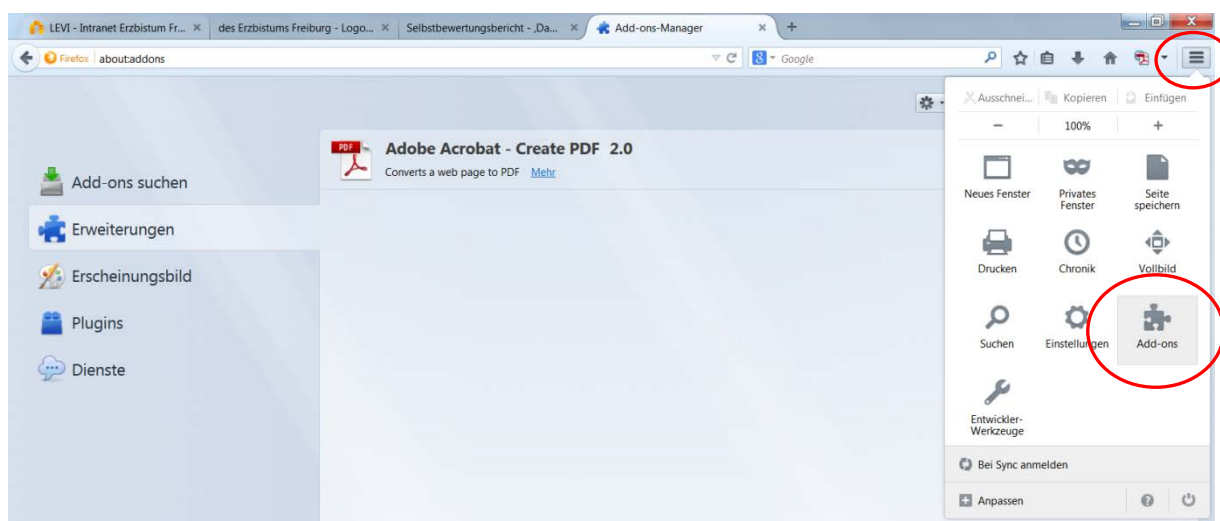 LEVI - Intranet Erzbistum Fr...
des Erzbistums Freiburg - Logo...
Selbstbewertungsbericht - „Da...
Add-ons-Manager
Firefox about:addons
Google
Ausschnei... Kopieren Einfügen
− 100% +
Adobe Acrobat - Create PDF 2.0
Converts a web page to PDF Mehr
PDF
Add-ons suchen
Erweiterungen
Erscheinungsbild
Plugins
Dienste
Neues Fenster
Privates
Fenster
Seite
speichern
Drucken
Chronik
Vollbild
Suchen
Einstellungen
Add-ons
Entwickler-
Werkzeuge
Bei Sync anmelden
Anpassen